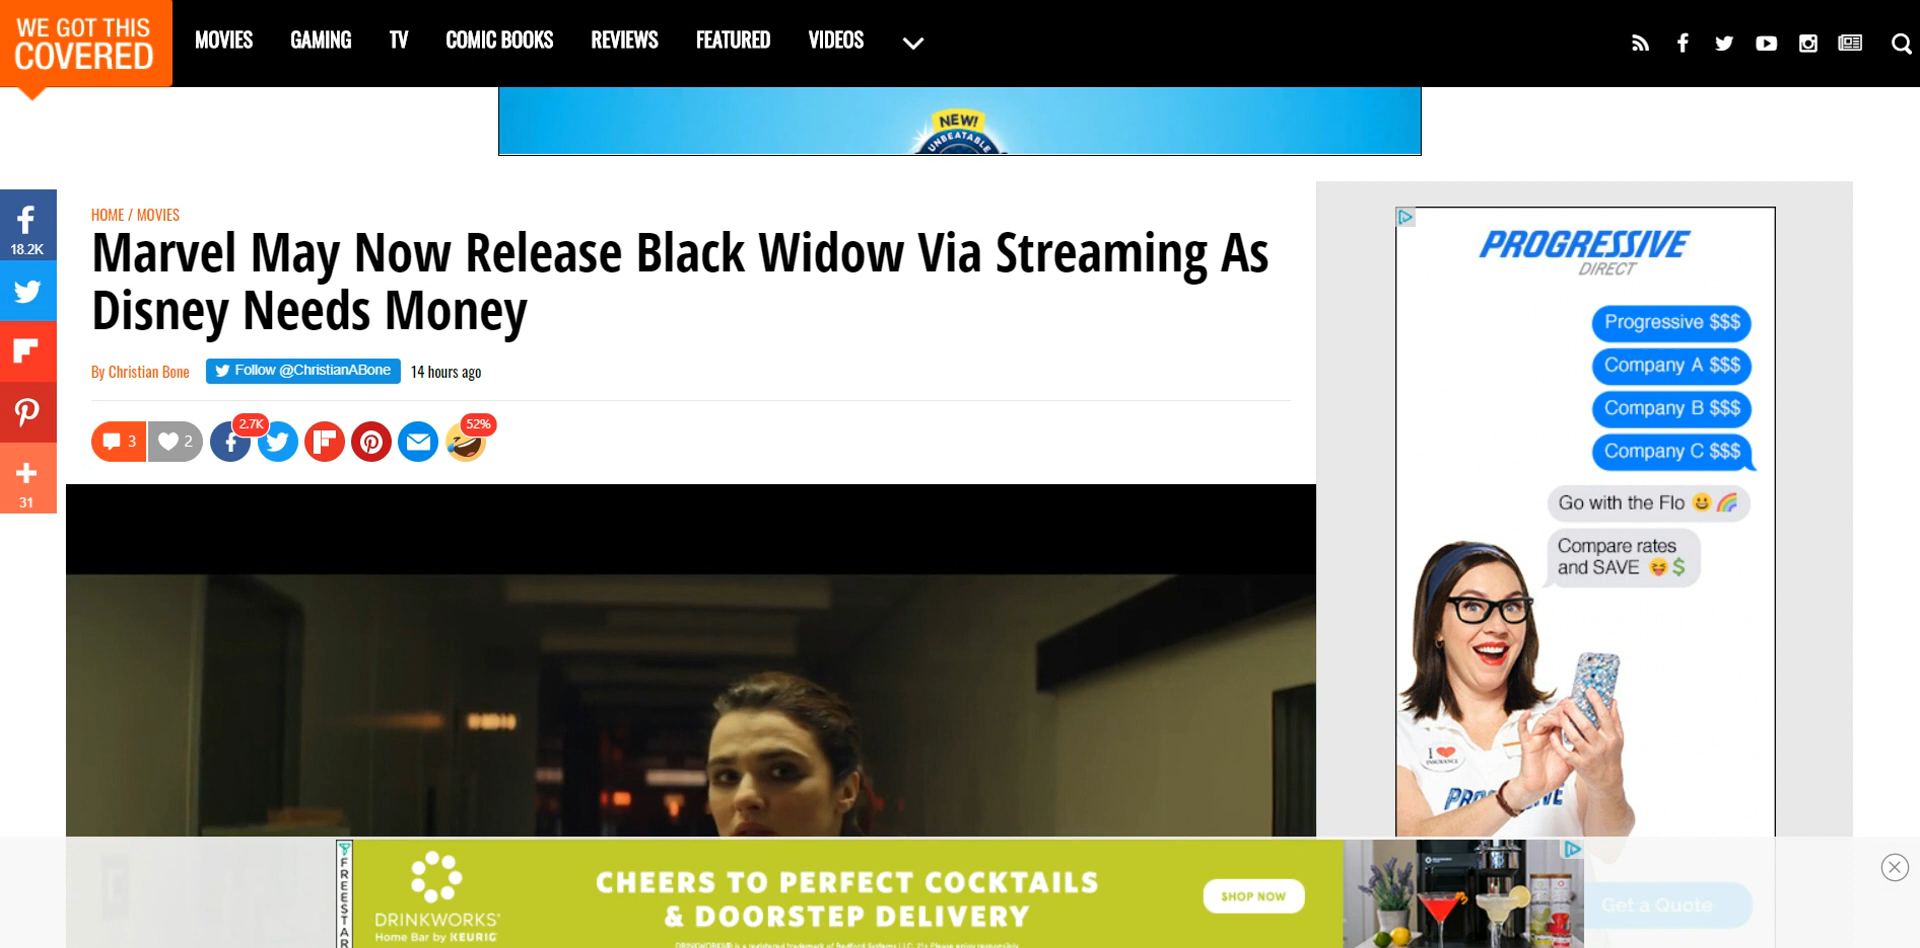 WE GOT THIS
COVERED
MOVIES
GAMING
TV
COMIC BOOKS
REVIEWS
FEATURED
VIDEOS
NEW!
UNBEATABLE
18.2K
31
HOME / MOVIES
Marvel May Now Release Black Widow Via Streaming As
Disney Needs Money
By Christian Bone
Follow @ChristianABone
14 hours ago
3
2
2.7K
52%
PROGRESSIVE
DIRECT
Progressive $$$
Company A $$$
Company B $$$
Company C $$$
Go with the Flo
Compare rates
and SAVE
I
INSURANCE
Get a Quote
FREESTAR
DRINKWORKS
Home Bar by KEURIG
CHEERS TO PERFECT COCKTAILS
& DOORSTEP DELIVERY
SHOP NOW